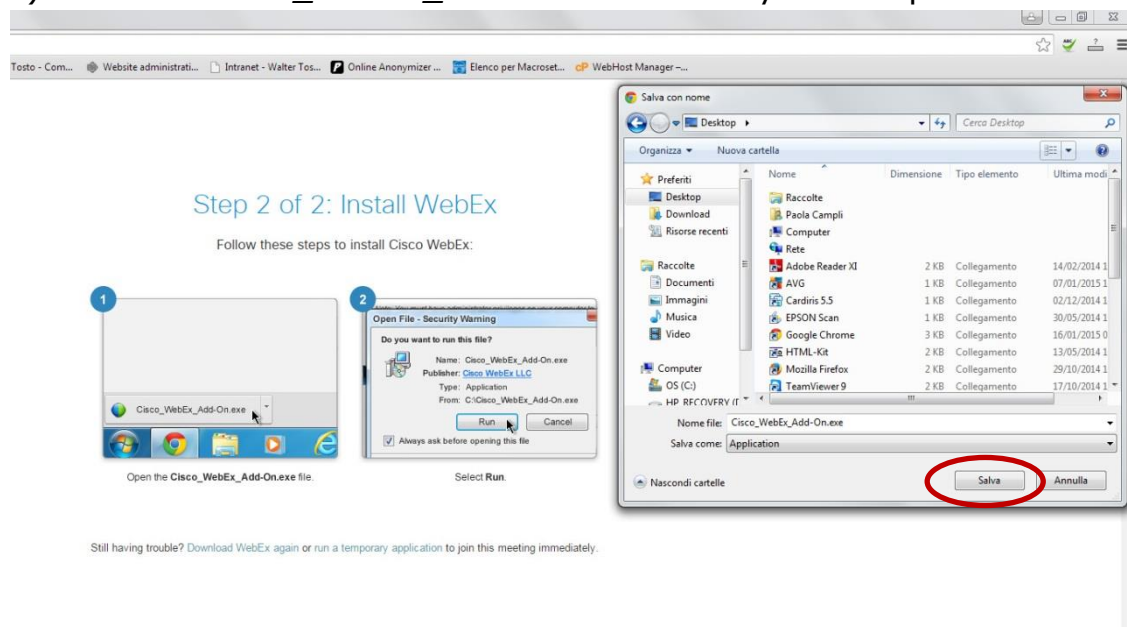 Tosto - Com... Website administrati... Intranet - Walter Tos... Online Anonymizer ... Elenco per Macroset... cP WebHost Manager –...
Step 2 of 2: Install WebEx
Follow these steps to install Cisco WebEx:
1
Cisco_WebEx_Add-On.exe
Open the Cisco_WebEx_Add-On.exe file.
2
Open File - Security Warning
Do you want to run this file?
Name: Cisco_WebEx_Add-On.exe
Publisher: Cisco WebEx LLC
Type: Application
From: C:\Cisco_WebEx_Add-On.exe
Run Cancel
Always ask before opening this file
Select Run.
Still having trouble? Download WebEx again or run a temporary application to join this meeting immediately.
Salva con nome
Desktop
Cerca Desktop
Organizza Nuova cartella
Preferiti
Desktop
Download
Risorse recenti
Raccolte
Documenti
Immagini
Musica
Video
Computer
OS (C:)
HP_RECOVERY (
Nome Dimensione Tipo elemento Ultima modi
Raccolte
Paola Campli
Computer
Rete
Adobe Reader XI 2 KB Collegamento 14/02/2014 1
AVG 1 KB Collegamento 07/01/2015 1
Cardiris 5.5 1 KB Collegamento 02/12/2014 1
EPSON Scan 1 KB Collegamento 30/05/2014 1
Google Chrome 3 KB Collegamento 16/01/2015 0
HTML-Kit 2 KB Collegamento 13/05/2014 1
Mozilla Firefox 2 KB Collegamento 29/10/2014 1
TeamViewer 9 2 KB Collegamento 17/10/2014 1
Nome file: Cisco_WebEx_Add-On.exe
Salva come: Application
Nascondi cartelle
Salva Annulla